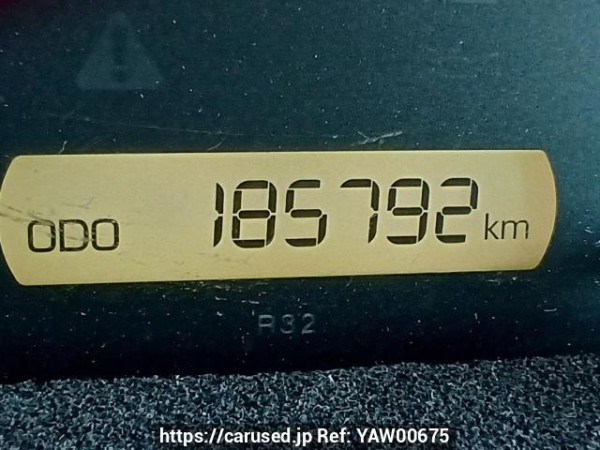 ODO 185792 km
R32
https://carused.jp Ref: YAW00675